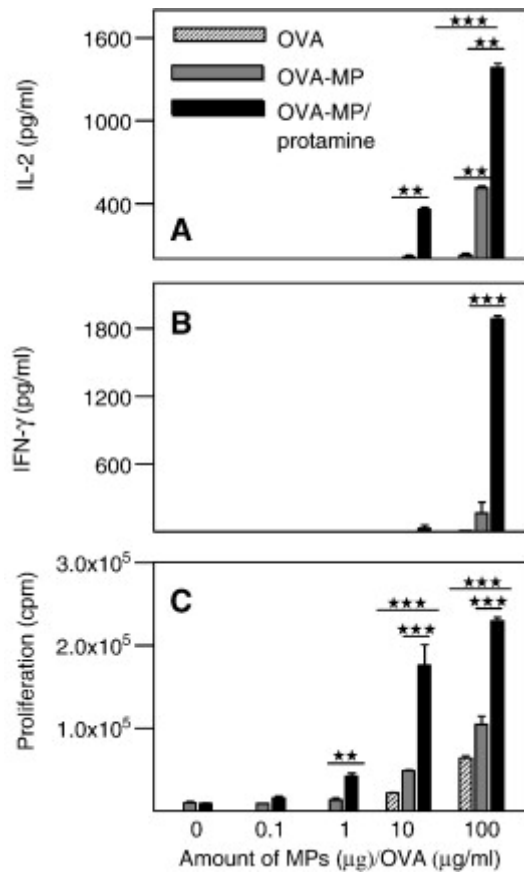 1600
1000
400
IL-2 (pg/ml)
OVA
OVA-MP
OVA-MP/
protamine
★★★
★★
★★
★★
A
1800
1200
600
IFN-γ (pg/ml)
B
★★★
3.0x10⁵
2.0x10⁵
1.0x10⁵
Proliferation (cpm)
C
★★
★★★
★★★
★★★
★★★
0 0.1 1 10 100
Amount of MPs (μg)/OVA (μg/ml)